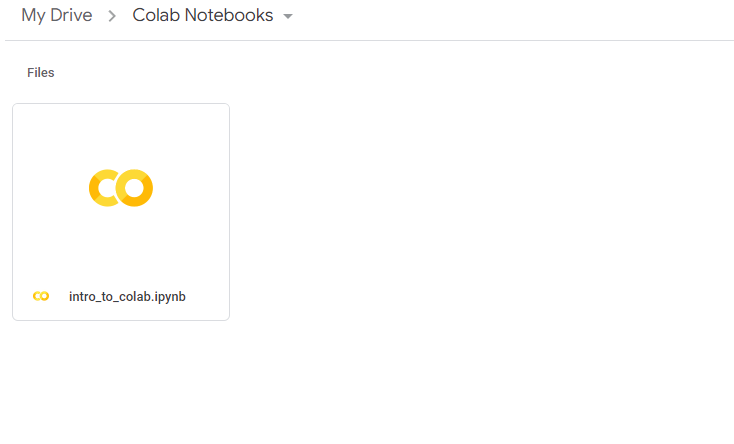 My Drive > Colab Notebooks
Files
intro_to_colab.ipynb